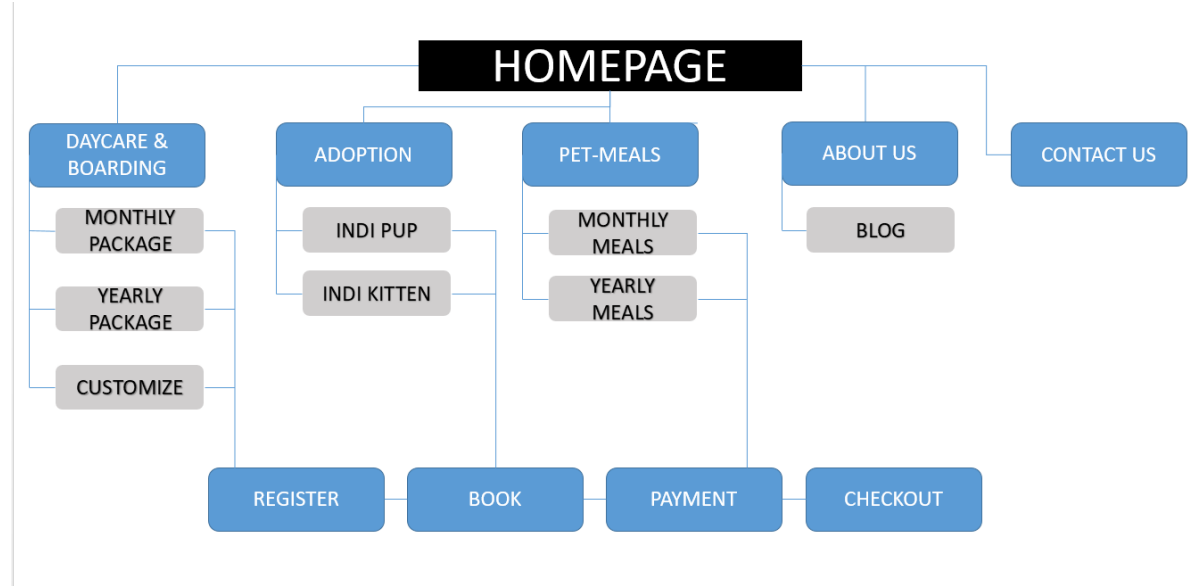 HOMEPAGE
DAYCARE &
BOARDING
ADOPTION
PET-MEALS
ABOUT US
CONTACT US
MONTHLY
PACKAGE
INDI PUP
MONTHLY
MEALS
BLOG
YEARLY
PACKAGE
INDI KITTEN
YEARLY
MEALS
CUSTOMIZE
REGISTER
BOOK
PAYMENT
CHECKOUT